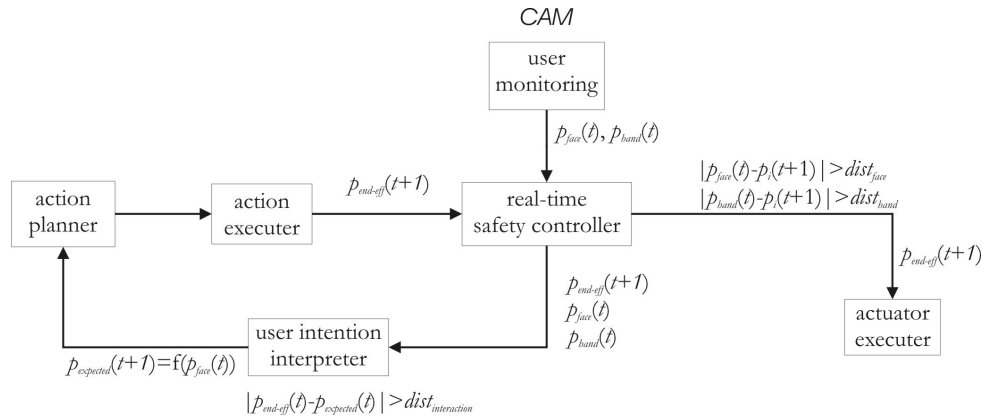 CAM
user
monitoring
p_face(t), p_hand(t)
|p_face(t)-p_i(t+1)|>dist_face
|p_hand(t)-p_i(t+1)|>dist_hand
action
planner
action
executer
p_end-eff(t+1)
real-time
safety controller
p_end-eff(t+1)
actuator
executer
p_end-eff(t+1)
p_face(t)
p_hand(t)
user intention
interpreter
p_expected(t+1)=f(p_face(t))
|p_end-eff(t)-p_expected(t)|>dist_interaction